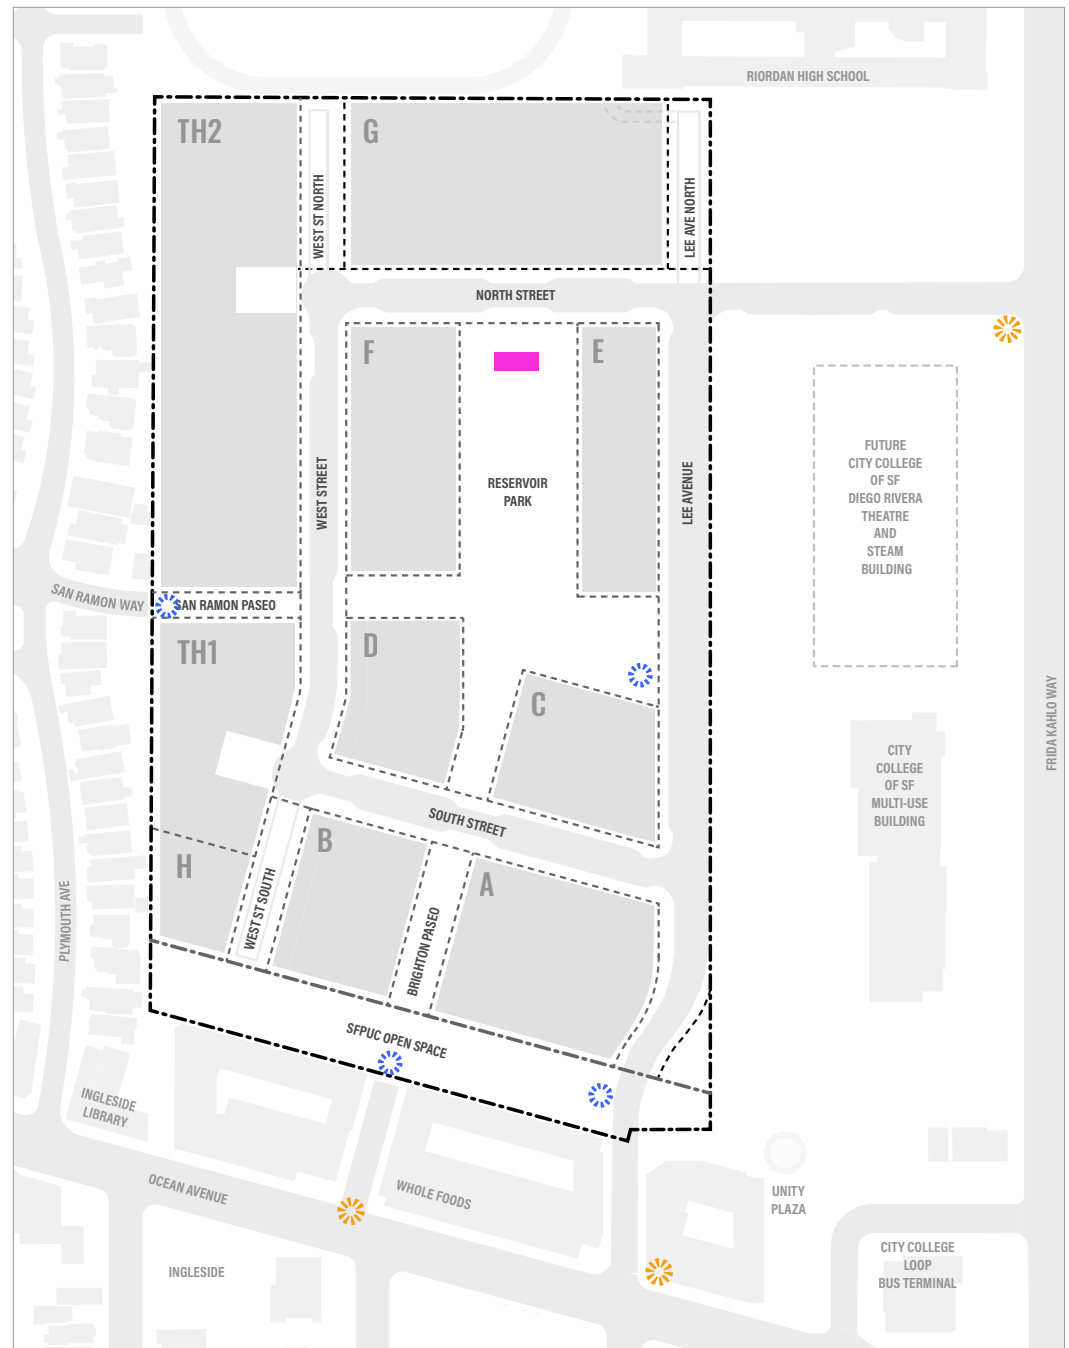 RIORDAN HIGH SCHOOL
TH2
G
WEST ST NORTH
LEE AVE NORTH
NORTH STREET
F
E
RESERVOIR
PARK
WEST STREET
LEE AVENUE
FUTURE
CITY COLLEGE
OF SF
DIEGO RIVERA
THEATRE
AND
STEAM
BUILDING
SAN RAMON WAY
SAN RAMON PASEO
TH1
D
C
FRIDA KAHLO WAY
CITY
COLLEGE
OF SF
MULTI-USE
BUILDING
SOUTH STREET
B
H
A
PLYMOUTH AVE
WEST ST SOUTH
BRIGHTON PASEO
SFPUC OPEN SPACE
INGLESIDE
LIBRARY
OCEAN AVENUE
WHOLE FOODS
UNITY
PLAZA
INGLESIDE
CITY COLLEGE
LOOP
BUS TERMINAL